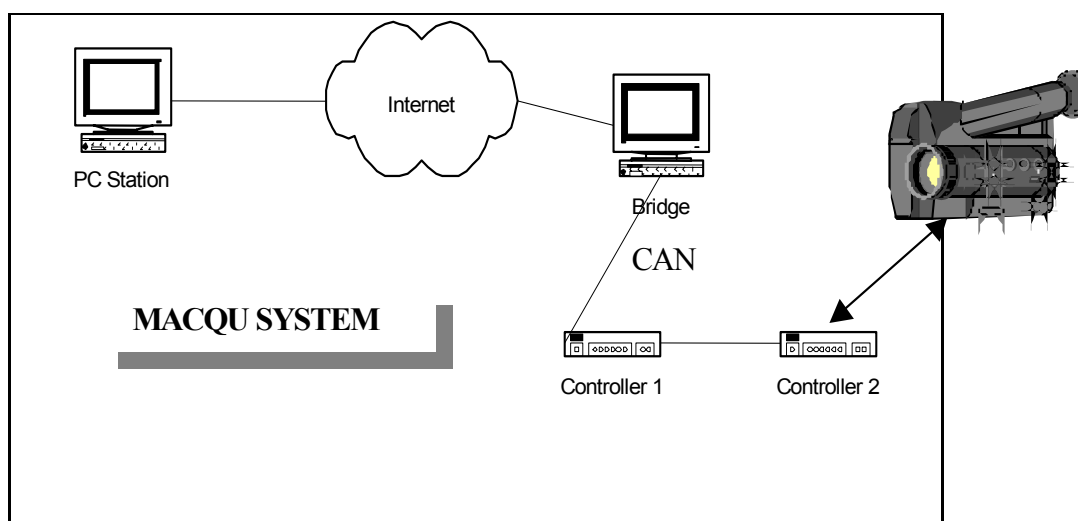 Internet
PC Station
Bridge
CAN
MACQU SYSTEM
Controller 1
Controller 2